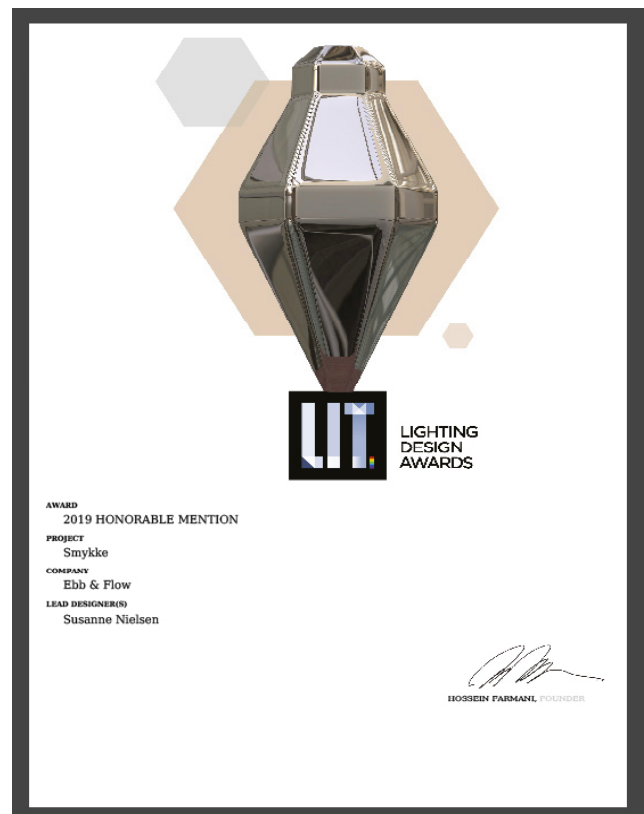 LIT.
LIGHTING
DESIGN
AWARDS
AWARD
2019 HONORABLE MENTION
PROJECT
Smykke
COMPANY
Ebb & Flow
LEAD DESIGNER(S)
Susanne Nielsen
HOSSEIN FARMANI, FOUNDER